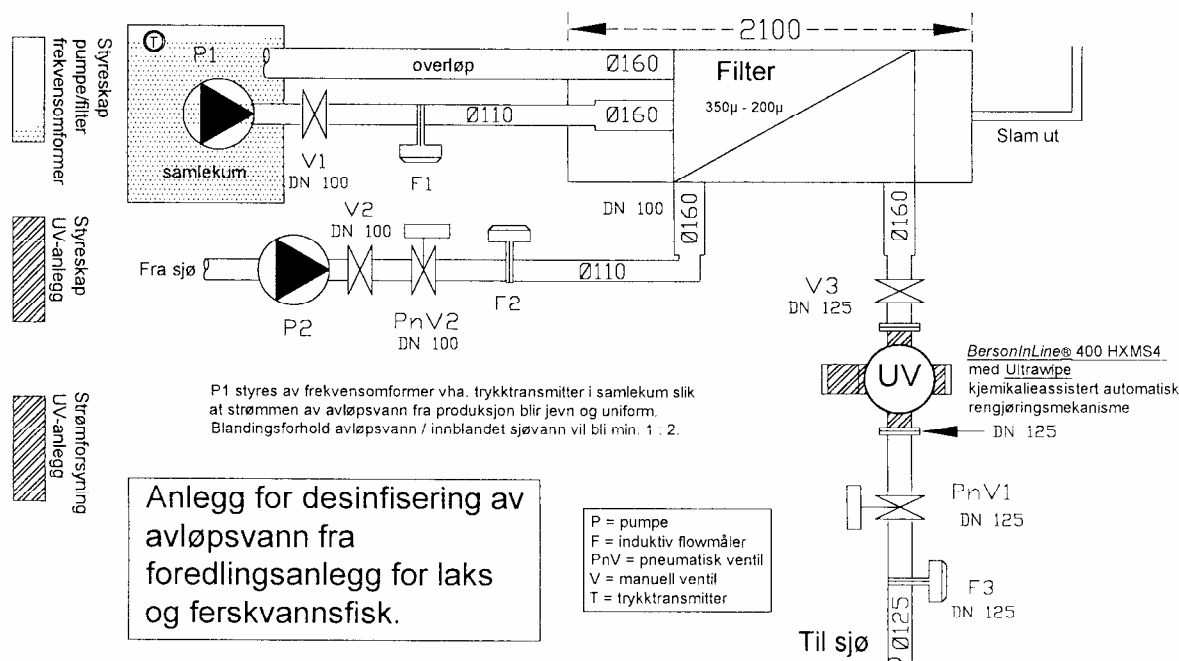 Styreskap
pumpe/filter
frekvensomformer
Styreskap
UV-anlegg
Strømforsyning
UV-anlegg
T
P1
samlekum
V1
DN 100
overløp
Ø160
F1
Ø110
Ø160
2100
Filter
350µ - 200µ
Slam ut
DN 100
Ø160
Ø160
Fra sjø
P2
V2
DN 100
PnV2
DN 100
F2
Ø110
V3
DN 125
UV
BersonInLine® 400 HXMS4
med Ultrawipe
kjemikalieassistert automatisk
rengjøringsmekanisme
DN 125
P1 styres av frekvensomformer vha. trykktransmitter i samlekum slik
at strømmen av avløpsvann fra produksjon blir jevn og uniform.
Blandingsforhold avløpsvann / innblandet sjøvann vil bli min. 1 : 2.
Anlegg for desinfisering av
avløpsvann fra
foredlingsanlegg for laks
og ferskvannsfisk.
P = pumpe
F = induktiv flowmåler
PnV = pneumatisk ventil
V = manuell ventil
T = trykktransmitter
PnV1
DN 125
F3
DN 125
Til sjø
Ø125